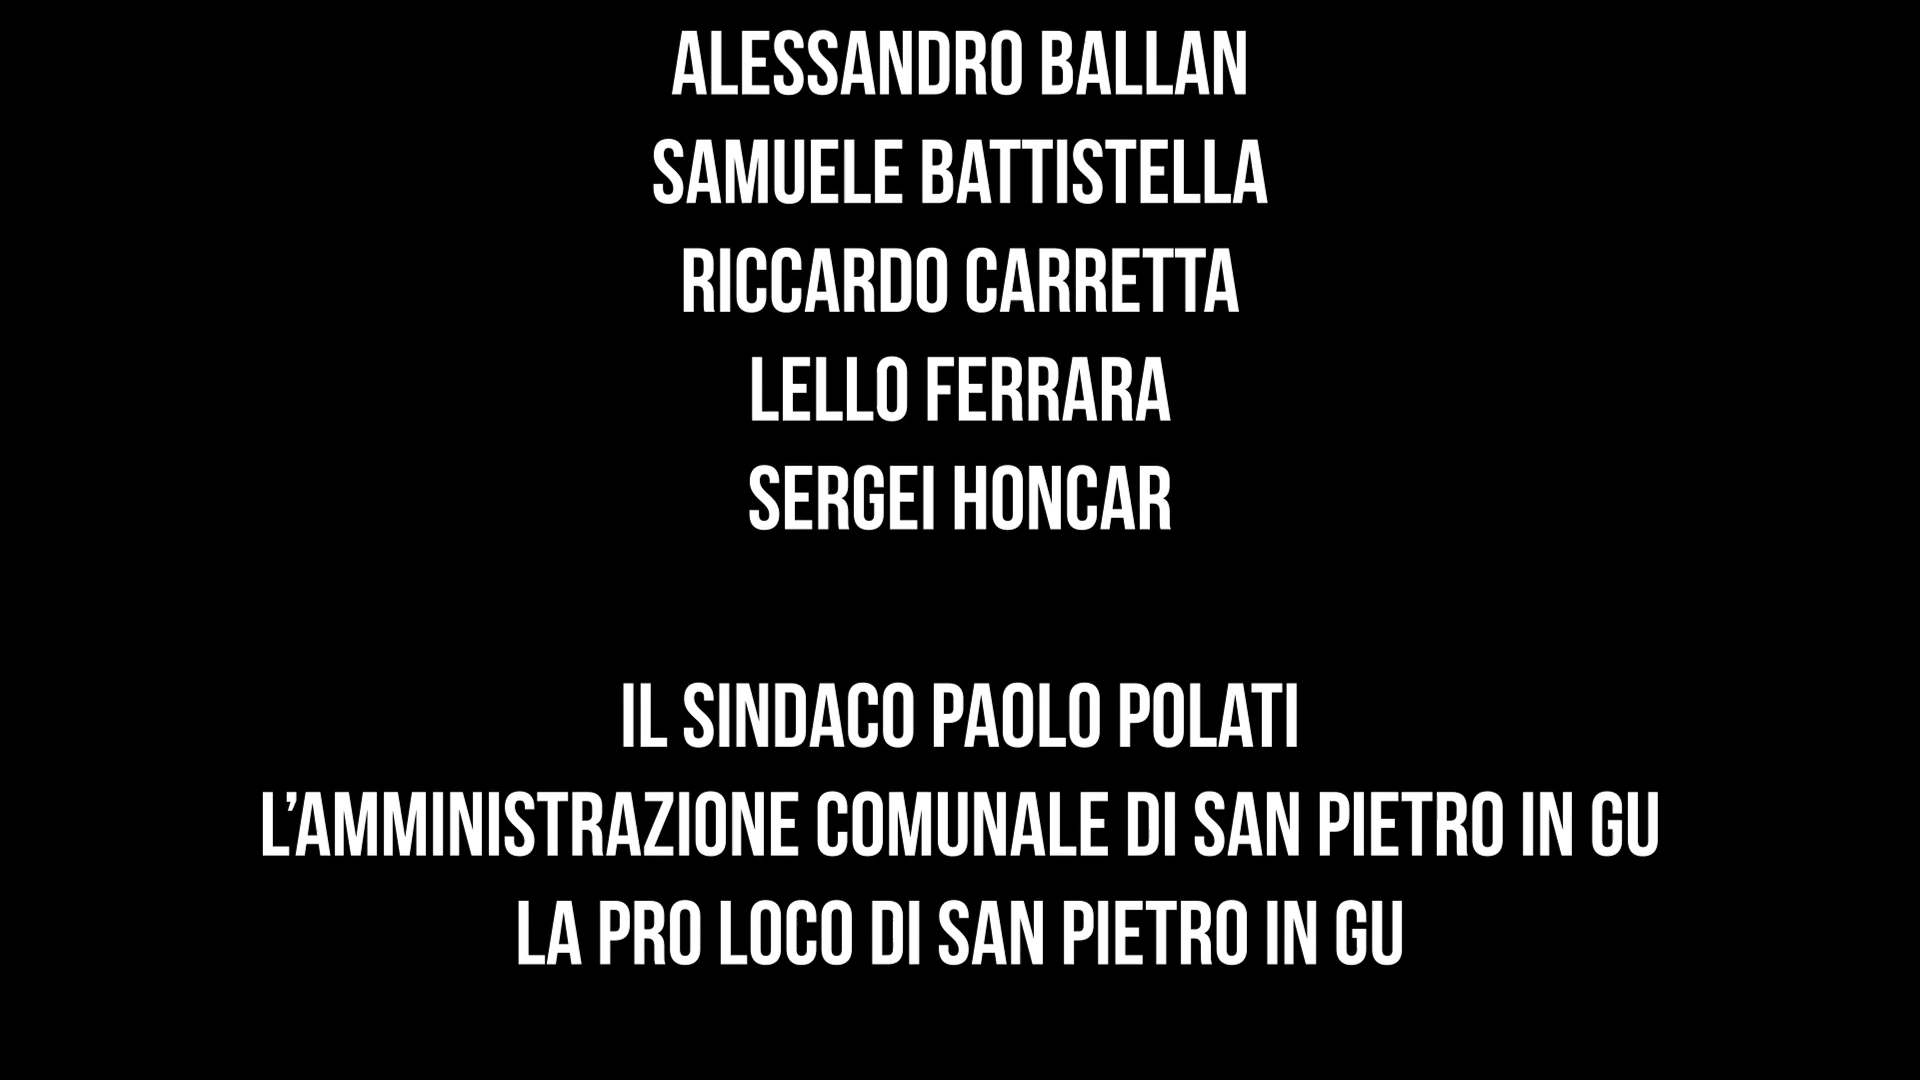 ALESSANDRO BALLAN
SAMUELE BATTISTELLA
RICCARDO CARRETTA
LELLO FERRARA
SERGEI HONCAR
IL SINDACO PAOLO POLATI
L’AMMINISTRAZIONE COMUNALE DI SAN PIETRO IN GU
LA PRO LOCO DI SAN PIETRO IN GU